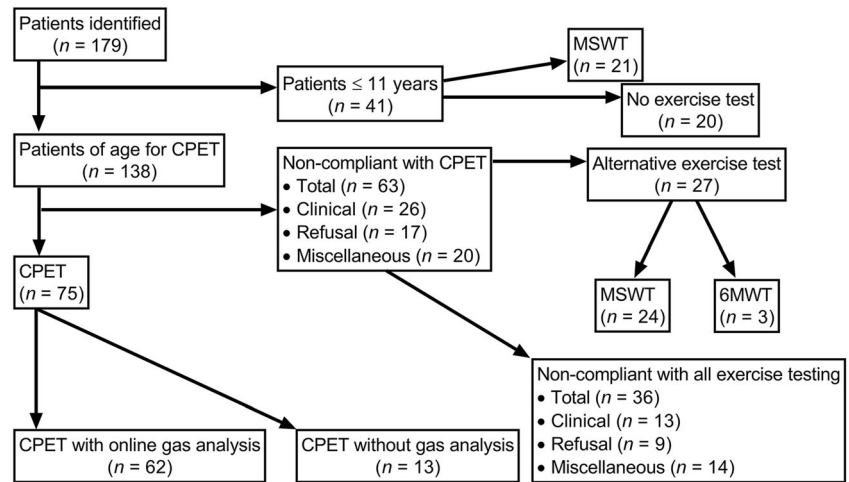 Patients identified
(n = 179)
MSWT
(n = 21)
Patients ≤ 11 years
(n = 41)
No exercise test
(n = 20)
Patients of age for CPET
(n = 138)
Non-compliant with CPET
• Total (n = 63)
• Clinical (n = 26)
• Refusal (n = 17)
• Miscellaneous (n = 20)
Alternative exercise test
(n = 27)
CPET
(n = 75)
MSWT
(n = 24)
6MWT
(n = 3)
Non-compliant with all exercise testing
• Total (n = 36)
• Clinical (n = 13)
• Refusal (n = 9)
• Miscellaneous (n = 14)
CPET with online gas analysis
(n = 62)
CPET without gas analysis
(n = 13)